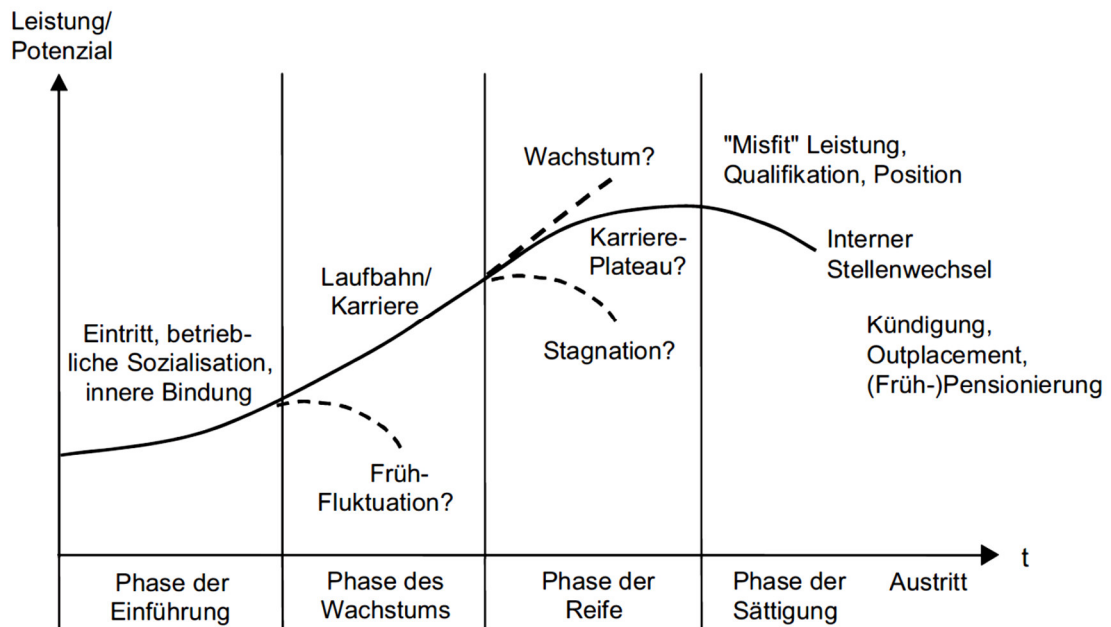 Leistung/
Potenzial
"Misfit" Leistung,
Qualifikation, Position
Wachstum?
Karriere-
Plateau?
Interner
Stellenwechsel
Laufbahn/
Karriere
Stagnation?
Kündigung,
Outplacement,
(Früh-)Pensionierung
Eintritt, betrieb-
liche Sozialisation,
innere Bindung
Früh-
Fluktuation?
t
Phase der
Einführung
Phase des
Wachstums
Phase der
Reife
Phase der
Sättigung
Austritt